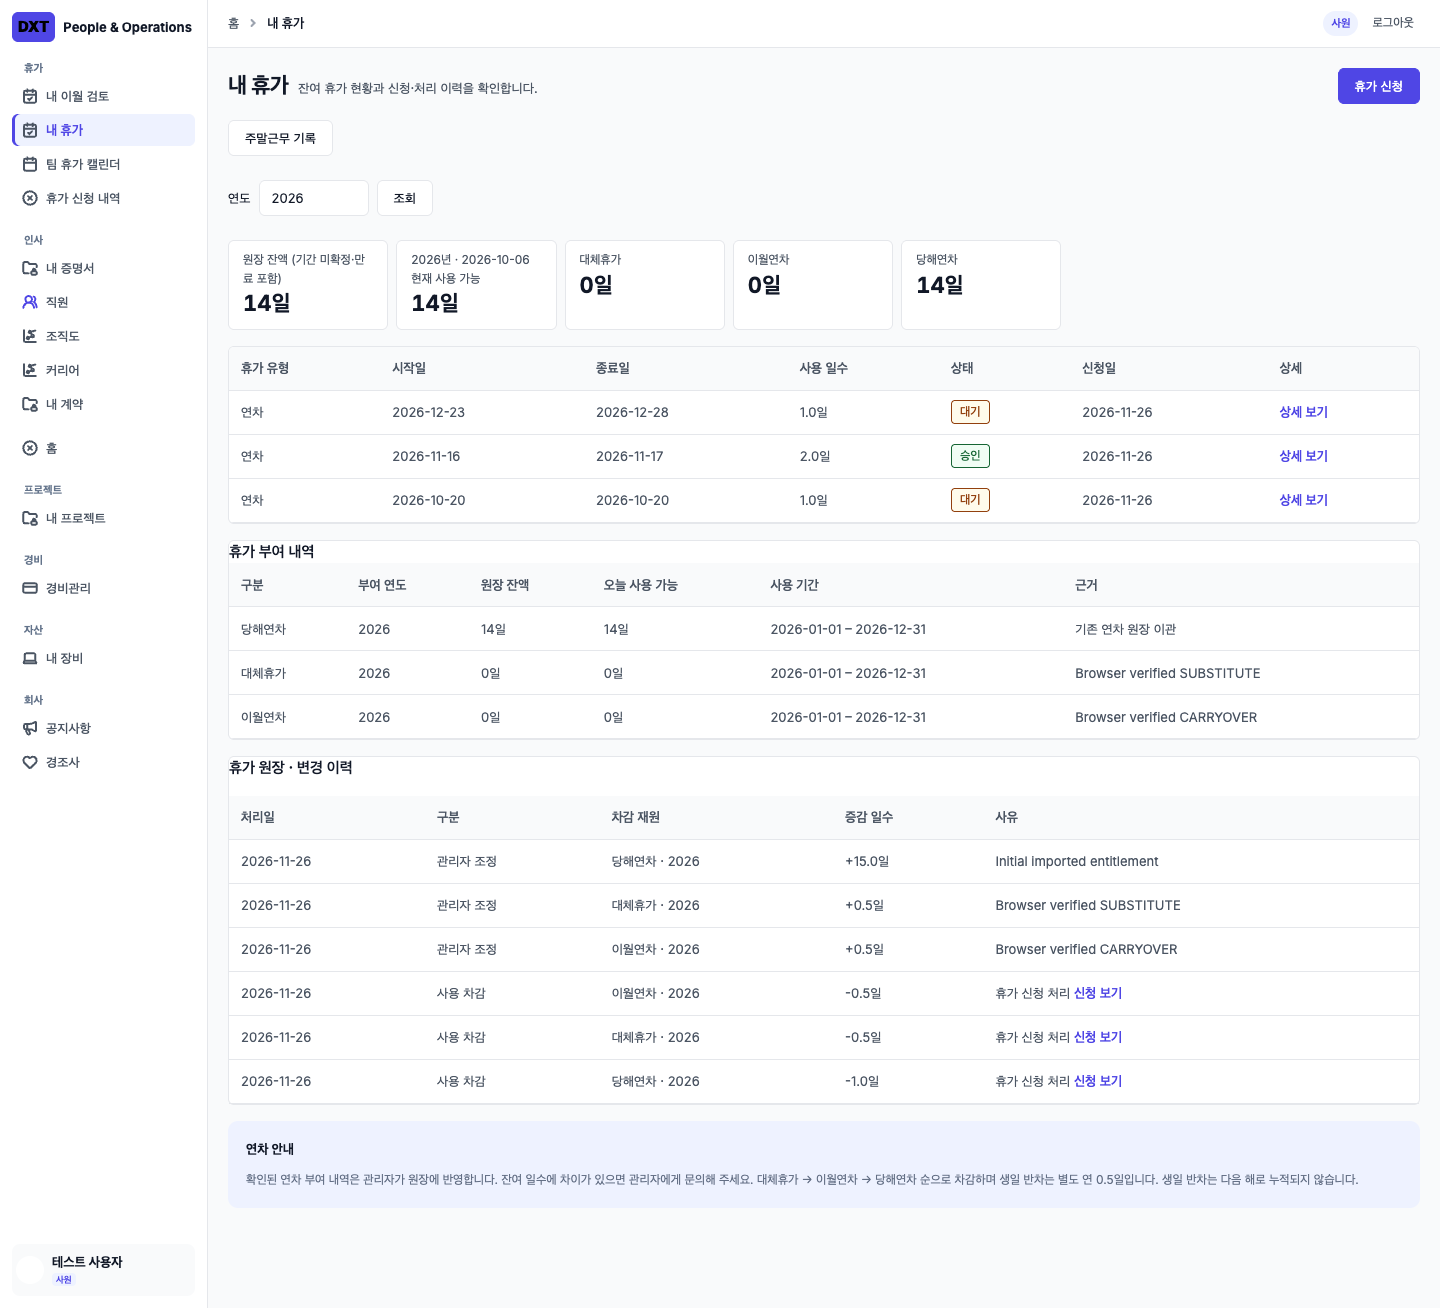 DXT People & Operations
휴가
내 이월 검토
내 휴가
팀 휴가 캘린더
휴가 신청 내역
인사
내 증명서
직원
조직도
커리어
내 계약
홈
프로젝트
내 프로젝트
경비
경비관리
자산
내 장비
회사
공지사항
경조사
테스트 사용자
사원
홈 > 내 휴가
사원 로그아웃
내 휴가 잔여 휴가 현황과 신청·처리 이력을 확인합니다.
휴가 신청
주말근무 기록
연도 2026 조회
원장 잔액 (기간 미확정·만
료 포함)
14일
2026년 · 2026-10-06
현재 사용 가능
14일
대체휴가
0일
이월연차
0일
당해연차
14일
휴가 유형 시작일 종료일 사용 일수 상태 신청일 상세
연차 2026-12-23 2026-12-28 1.0일 대기 2026-11-26 상세 보기
연차 2026-11-16 2026-11-17 2.0일 승인 2026-11-26 상세 보기
연차 2026-10-20 2026-10-20 1.0일 대기 2026-11-26 상세 보기
휴가 부여 내역
구분 부여 연도 원장 잔액 오늘 사용 가능 사용 기간 근거
당해연차 2026 14일 14일 2026-01-01 – 2026-12-31 기존 연차 원장 이관
대체휴가 2026 0일 0일 2026-01-01 – 2026-12-31 Browser verified SUBSTITUTE
이월연차 2026 0일 0일 2026-01-01 – 2026-12-31 Browser verified CARRYOVER
휴가 원장 · 변경 이력
처리일 구분 차감 재원 증감 일수 사유
2026-11-26 관리자 조정 당해연차 · 2026 +15.0일 Initial imported entitlement
2026-11-26 관리자 조정 대체휴가 · 2026 +0.5일 Browser verified SUBSTITUTE
2026-11-26 관리자 조정 이월연차 · 2026 +0.5일 Browser verified CARRYOVER
2026-11-26 사용 차감 이월연차 · 2026 -0.5일 휴가 신청 처리 신청 보기
2026-11-26 사용 차감 대체휴가 · 2026 -0.5일 휴가 신청 처리 신청 보기
2026-11-26 사용 차감 당해연차 · 2026 -1.0일 휴가 신청 처리 신청 보기
연차 안내
확인된 연차 부여 내역은 관리자가 원장에 반영합니다. 잔여 일수에 차이가 있으면 관리자에게 문의해 주세요. 대체휴가 → 이월연차 → 당해연차 순으로 차감하며 생일 반차는 별도 연 0.5일입니다. 생일 반차는 다음 해로 누적되지 않습니다.